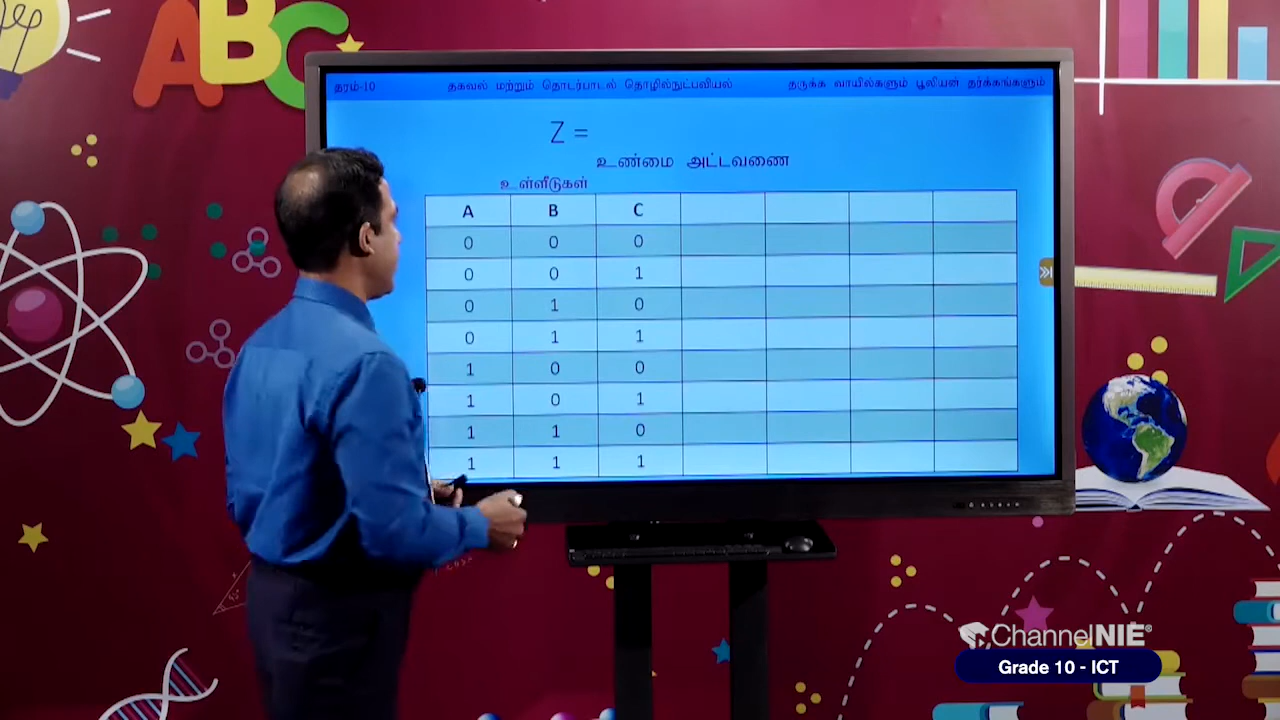 ABC
தரம்-10 தகவல் மற்றும் தொடர்பாடல் தொழில்நுட்பவியல் தருக்க வாயில்களும் பூலியன் தர்க்கங்களும்
Z =
உண்மை அட்டவணை
உள்ளீடுகள்
A B C
0 0 0
0 0 1
0 1 0
0 1 1
1 0 0
1 0 1
1 1 0
1 1 1
ChannelNIE®
Grade 10 - ICT